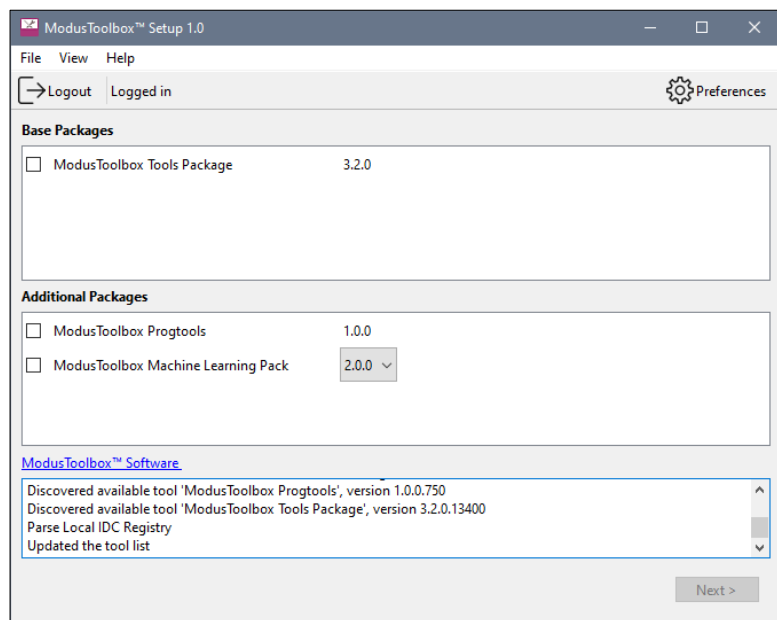 ModusToolbox™ Setup 1.0
File View Help
Logout Logged in Preferences
Base Packages
ModusToolbox Tools Package 3.2.0
Additional Packages
ModusToolbox Progtools 1.0.0
ModusToolbox Machine Learning Pack 2.0.0
ModusToolbox™ Software
Discovered available tool 'ModusToolbox Progtools', version 1.0.0.750
Discovered available tool 'ModusToolbox Tools Package', version 3.2.0.13400
Parse Local IDC Registry
Updated the tool list
Next >